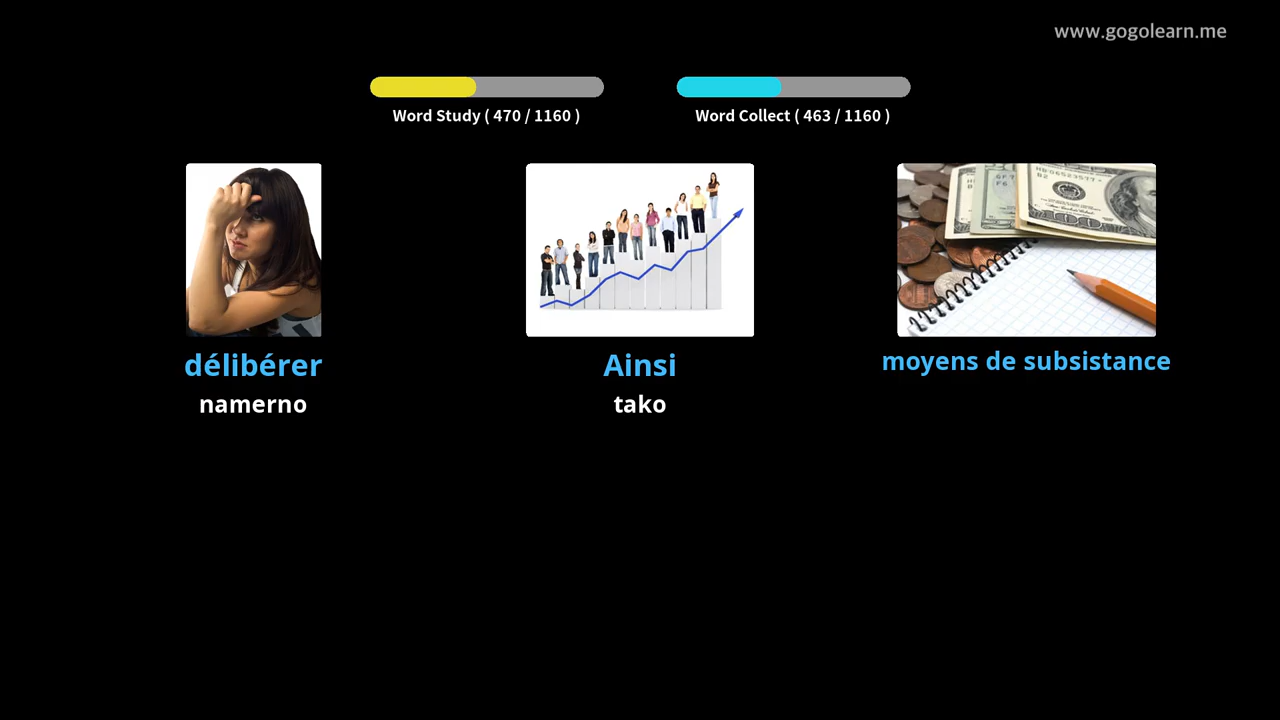 www.gogolearn.me
Word Study ( 470 / 1160 )
Word Collect ( 463 / 1160 )
délibérer
Ainsi
moyens de subsistance
namerno
tako